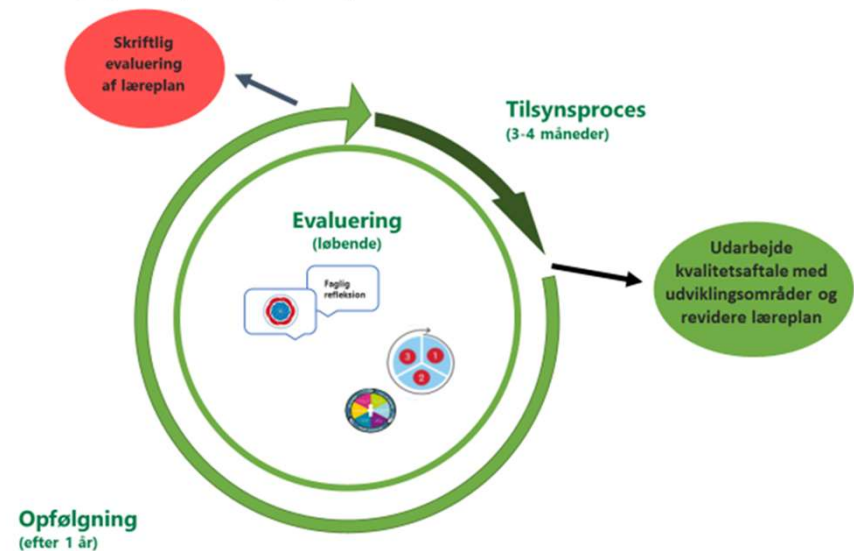 Skriftlig
evaluering
af læreplan
Tilsynsproces
(3-4 måneder)
Evaluering
(løbende)
Faglig
refleksion
3
1
2
Udarbejde
kvalitetsaftale med
udviklingsområder og
revidere læreplan
Opfølgning
(efter 1 år)